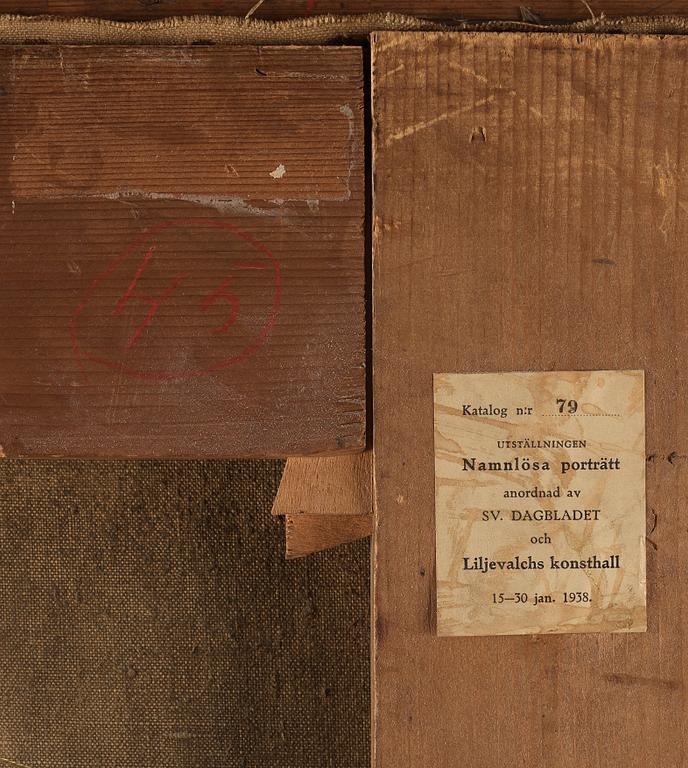 45
Katalog n:r 79
UTSTÄLLNINGEN
Namnlösa porträtt
anordnad av
SV. DAGBLADET
och
Liljevalchs konsthall
15—30 jan. 1938.